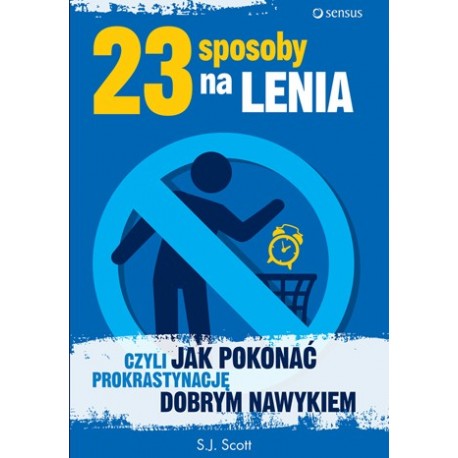 sensus
23 sposoby
na LENIA
CZYLI JAK POKONAĆ
PROKRASTYNACJĘ
DOBRYM NAWYKIEM
S.J. Scott